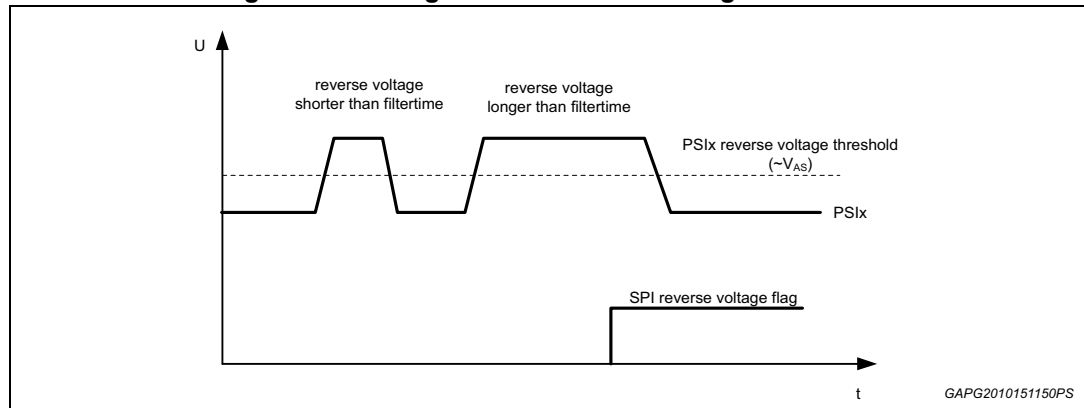 U
reverse voltage
shorter than filtertime
reverse voltage
longer than filtertime
PSIx reverse voltage threshold
(~VAS)
PSIx
SPI reverse voltage flag
t
GAPG2010151150PS